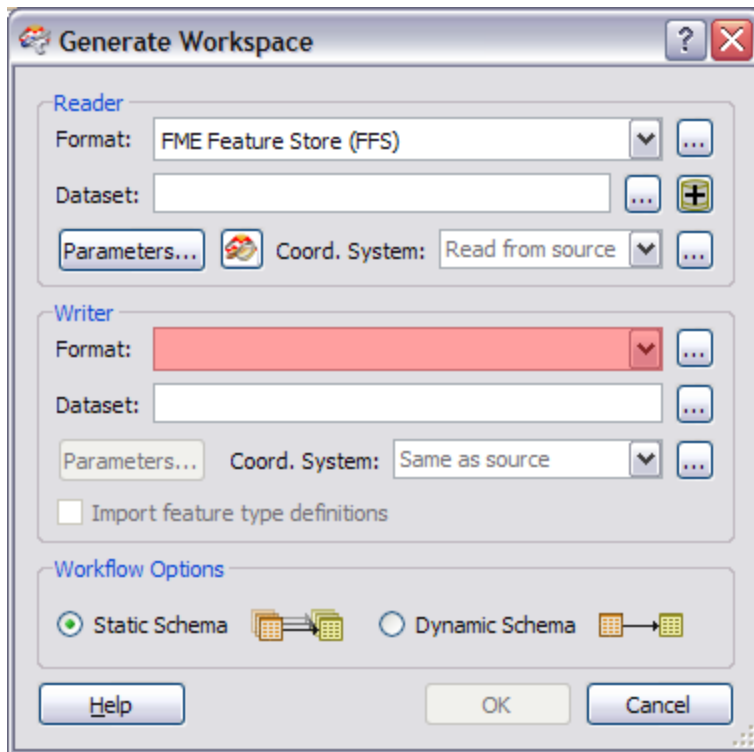 Generate Workspace
Reader
Format: FME Feature Store (FFS) ...
Dataset: ...
Parameters... Coord. System: Read from source ...
Writer
Format: ...
Dataset: ...
Parameters... Coord. System: Same as source ...
Import feature type definitions
Workflow Options
Static Schema Dynamic Schema
Help OK Cancel